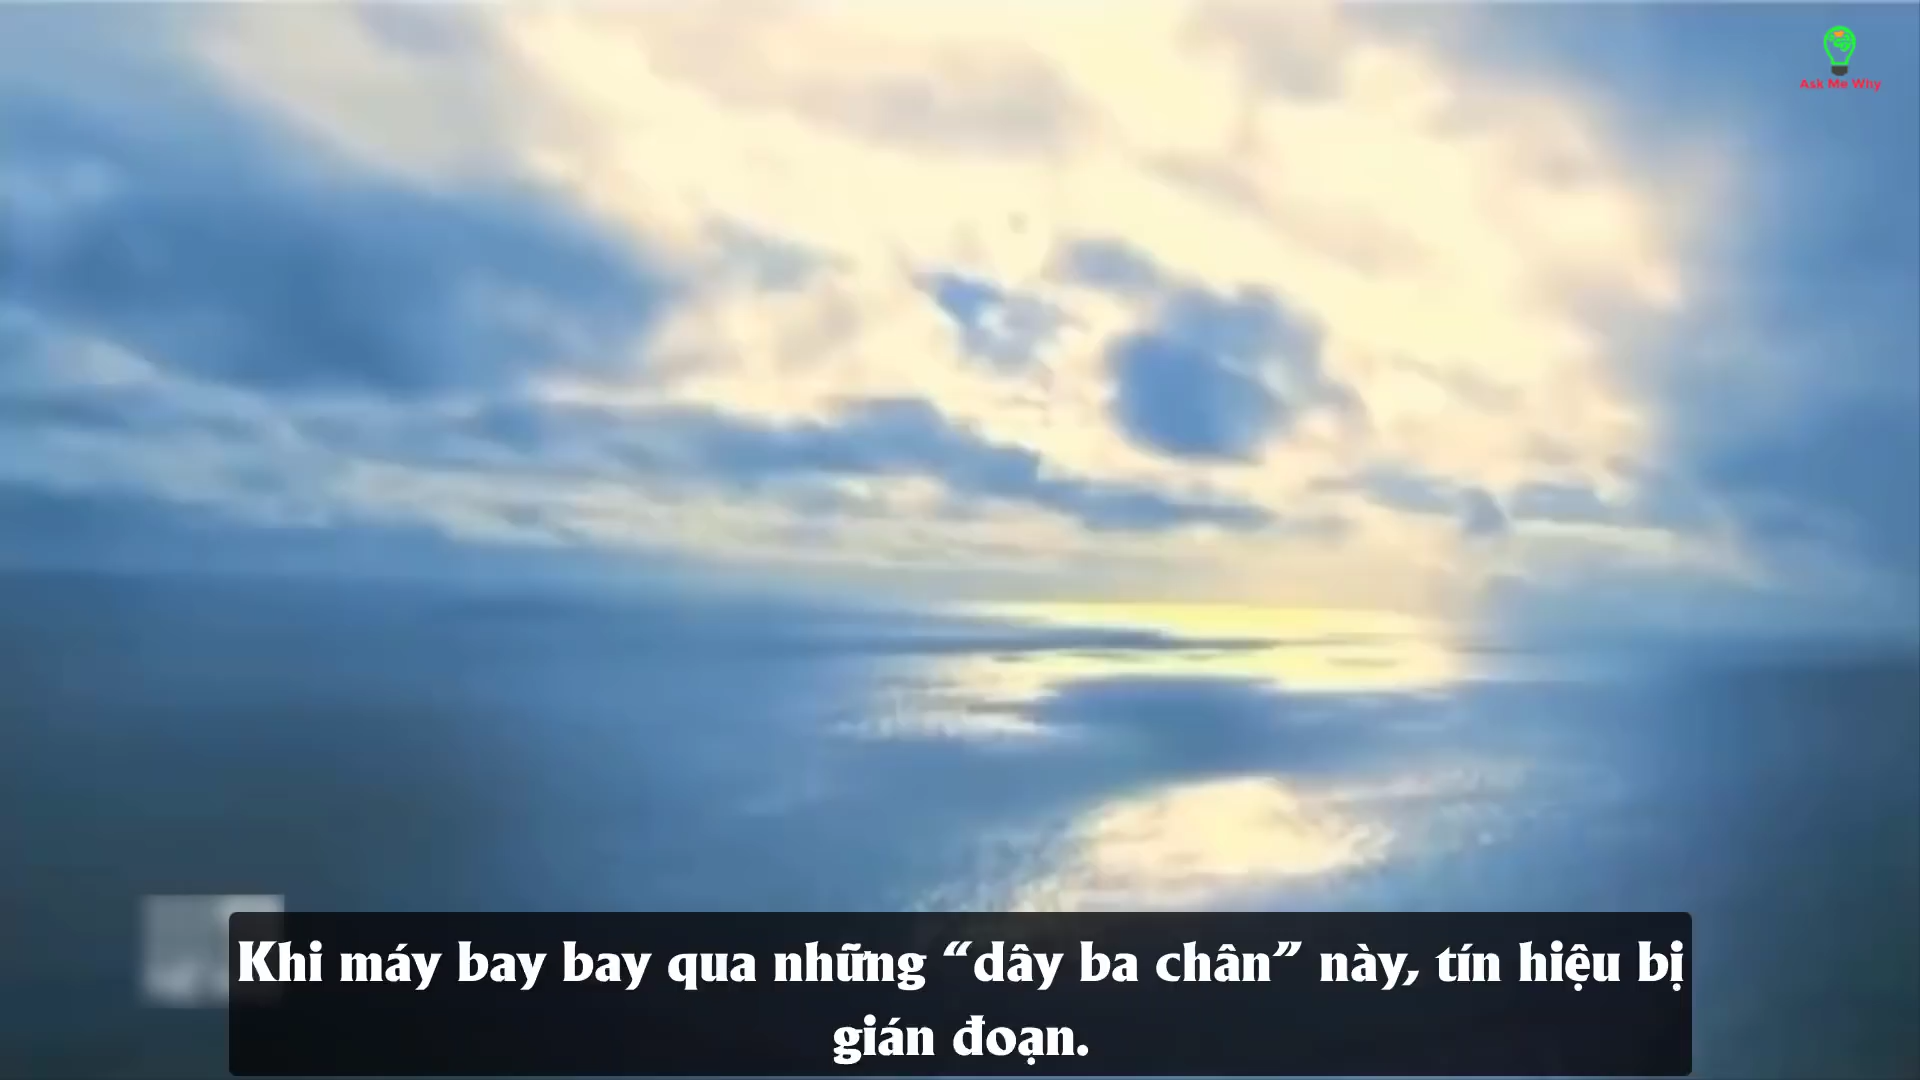 Ask Me Why
Khi máy bay bay qua những “dây ba chân” này, tín hiệu bị
gián đoạn.